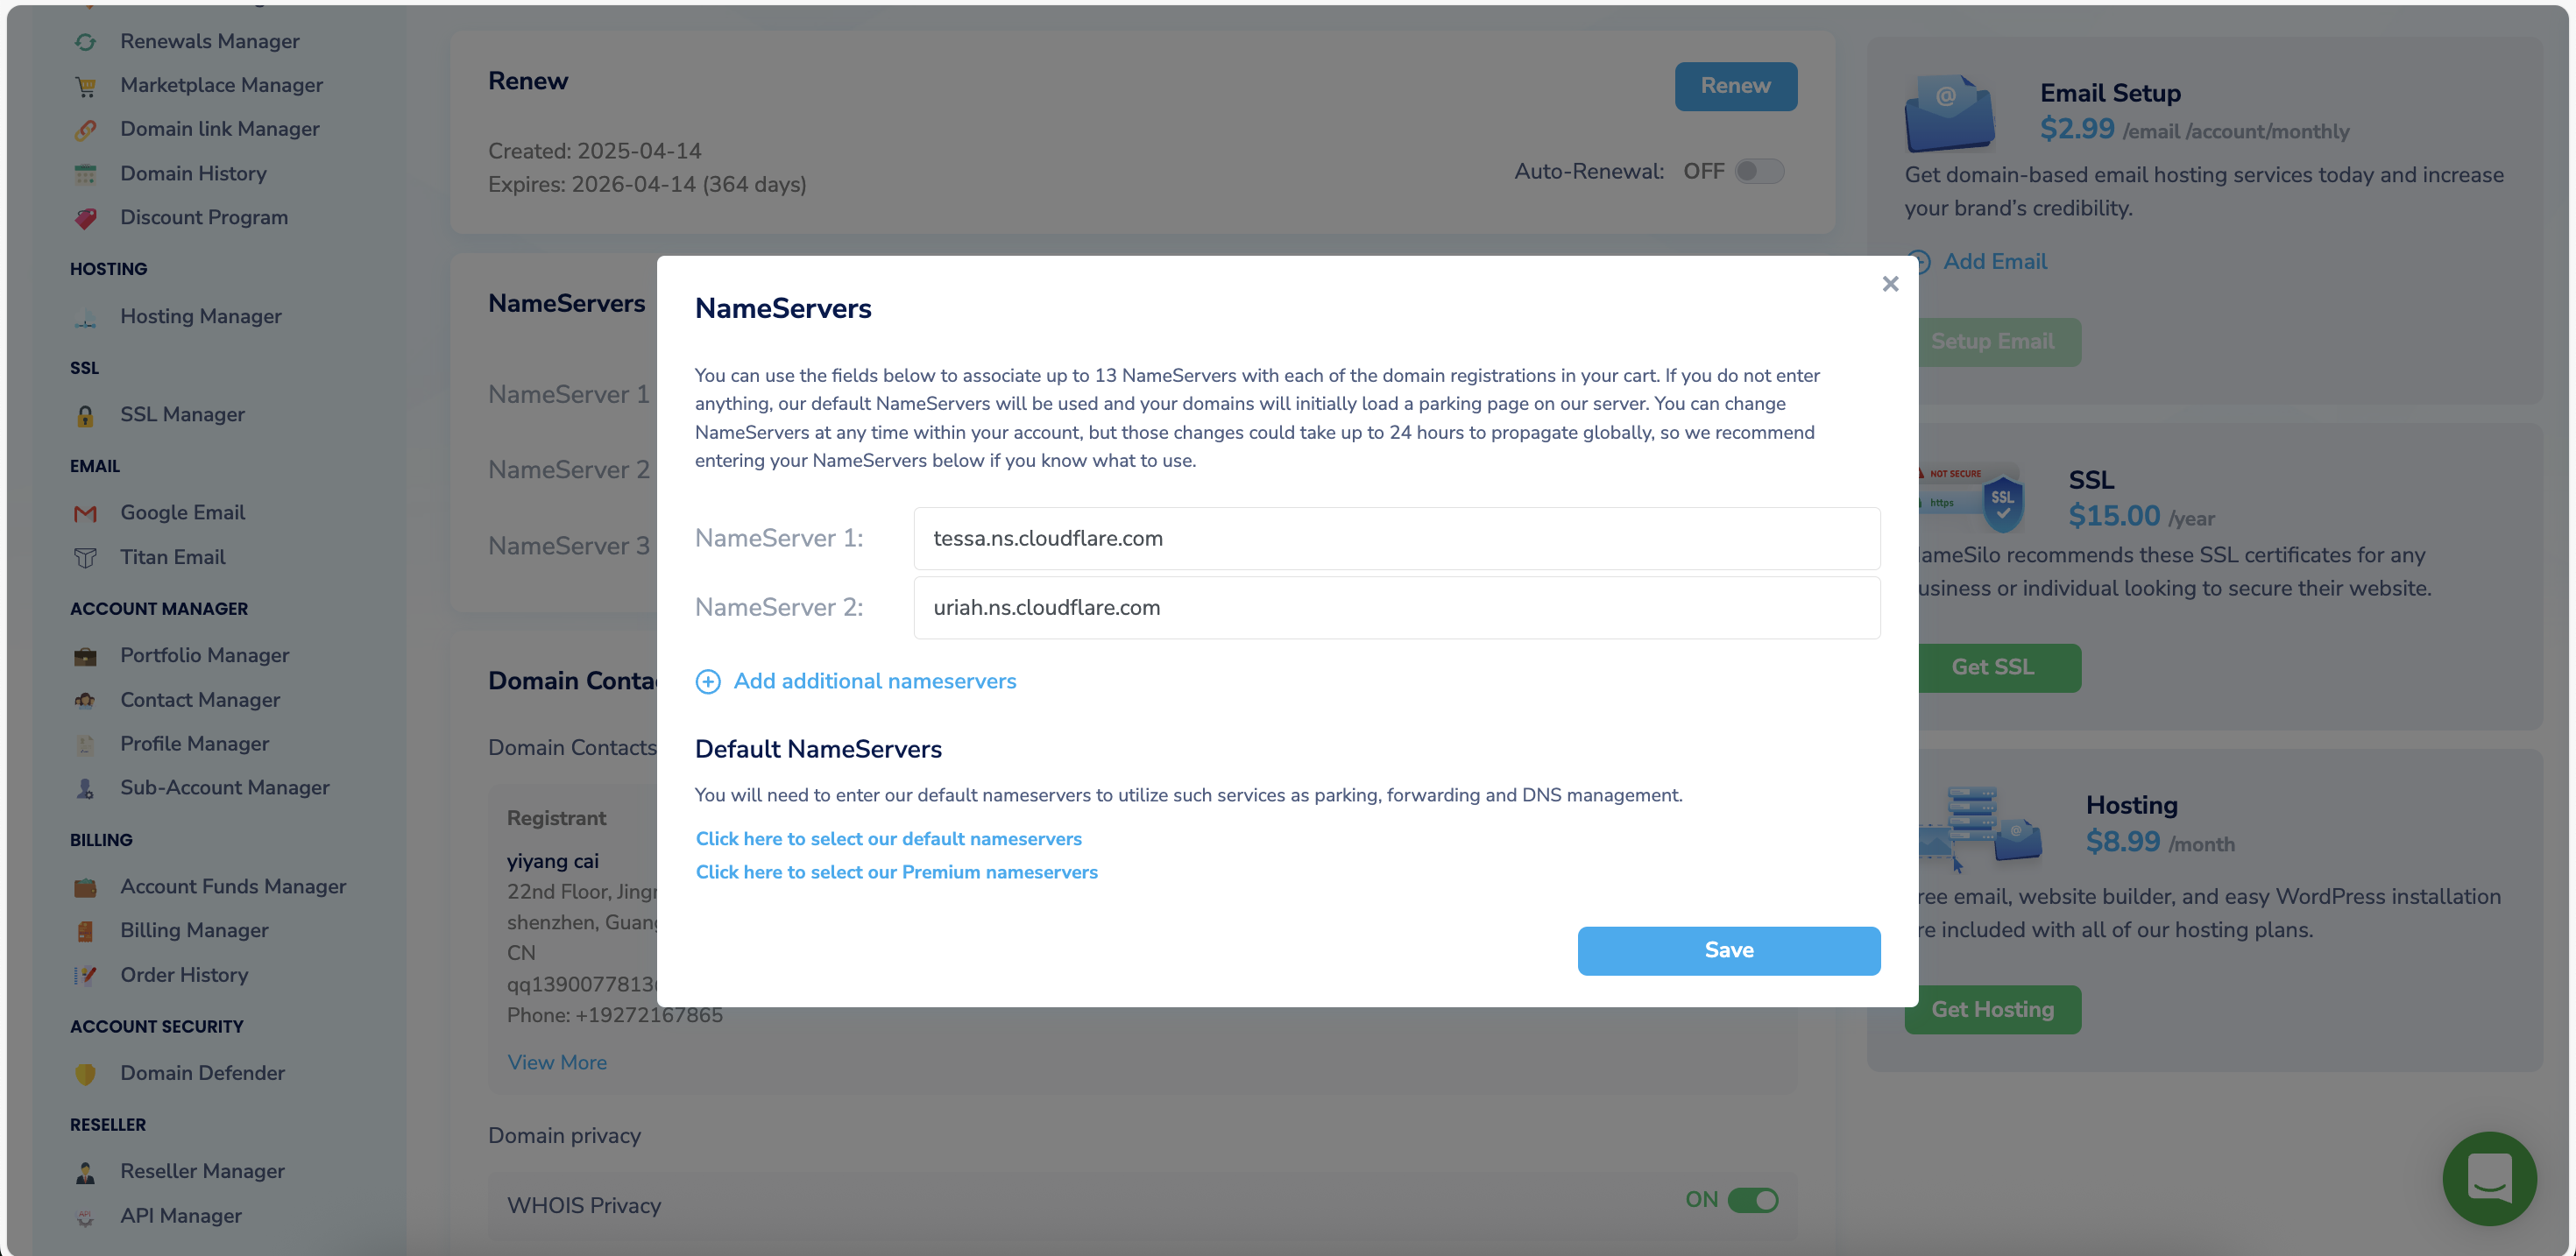 Renewals Manager
Marketplace Manager
Domain link Manager
Domain History
Discount Program
HOSTING
Hosting Manager
SSL
SSL Manager
EMAIL
Google Email
Titan Email
ACCOUNT MANAGER
Portfolio Manager
Contact Manager
Profile Manager
Sub-Account Manager
BILLING
Account Funds Manager
Billing Manager
Order History
ACCOUNT SECURITY
Domain Defender
RESELLER
Reseller Manager
API Manager
Renew
Renew
Created: 2025-04-14
Expires: 2026-04-14 (364 days)
Auto-Renewal: OFF
NameServers
NameServer 1
NameServer 2
NameServer 3
Domain Conta
Domain Contacts
Registrant
yiyang cai
22nd Floor, Jing
shenzhen, Guang
CN
qq1390077813
Phone: +19272167865
View More
Domain privacy
WHOIS Privacy
ON
NameServers
You can use the fields below to associate up to 13 NameServers with each of the domain registrations in your cart. If you do not enter
anything, our default NameServers will be used and your domains will initially load a parking page on our server. You can change
NameServers at any time within your account, but those changes could take up to 24 hours to propagate globally, so we recommend
entering your NameServers below if you know what to use.
NameServer 1: tessa.ns.cloudflare.com
NameServer 2: uriah.ns.cloudflare.com
Add additional nameservers
Default NameServers
You will need to enter our default nameservers to utilize such services as parking, forwarding and DNS management.
Click here to select our default nameservers
Click here to select our Premium nameservers
Save
@
Email Setup
$2.99 /email /account/monthly
Get domain-based email hosting services today and increase
your brand's credibility.
Add Email
Setup Email
NOT SECURE
https
SSL
SSL
$15.00 /year
ameSilo recommends these SSL certificates for any
usiness or individual looking to secure their website.
Get SSL
@
Hosting
$8.99 /month
ree email, website builder, and easy WordPress installation
re included with all of our hosting plans.
Get Hosting